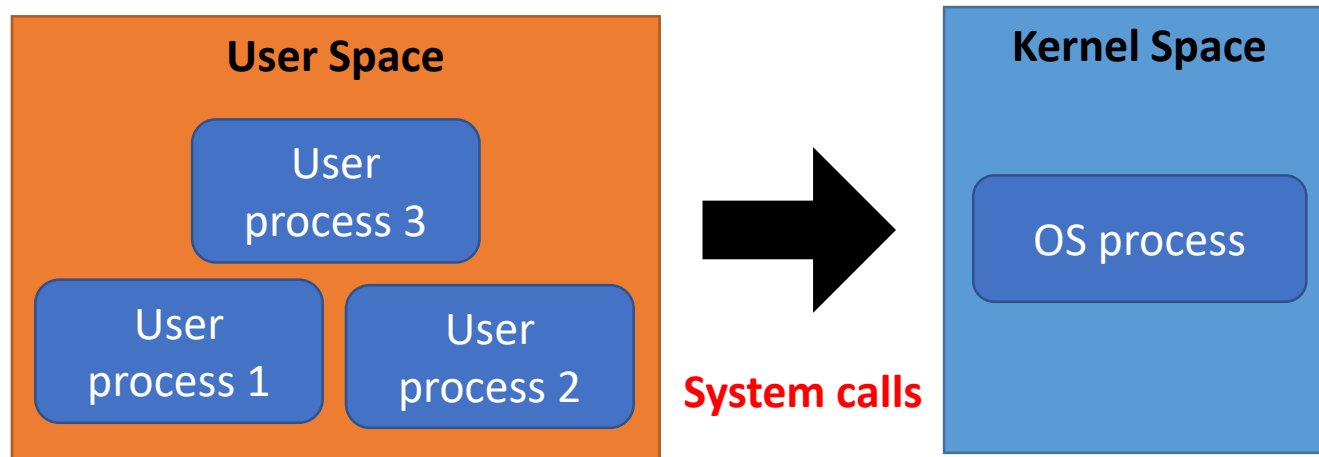 User Space
User
process 3
User
process 1
User
process 2
System calls
Kernel Space
OS process